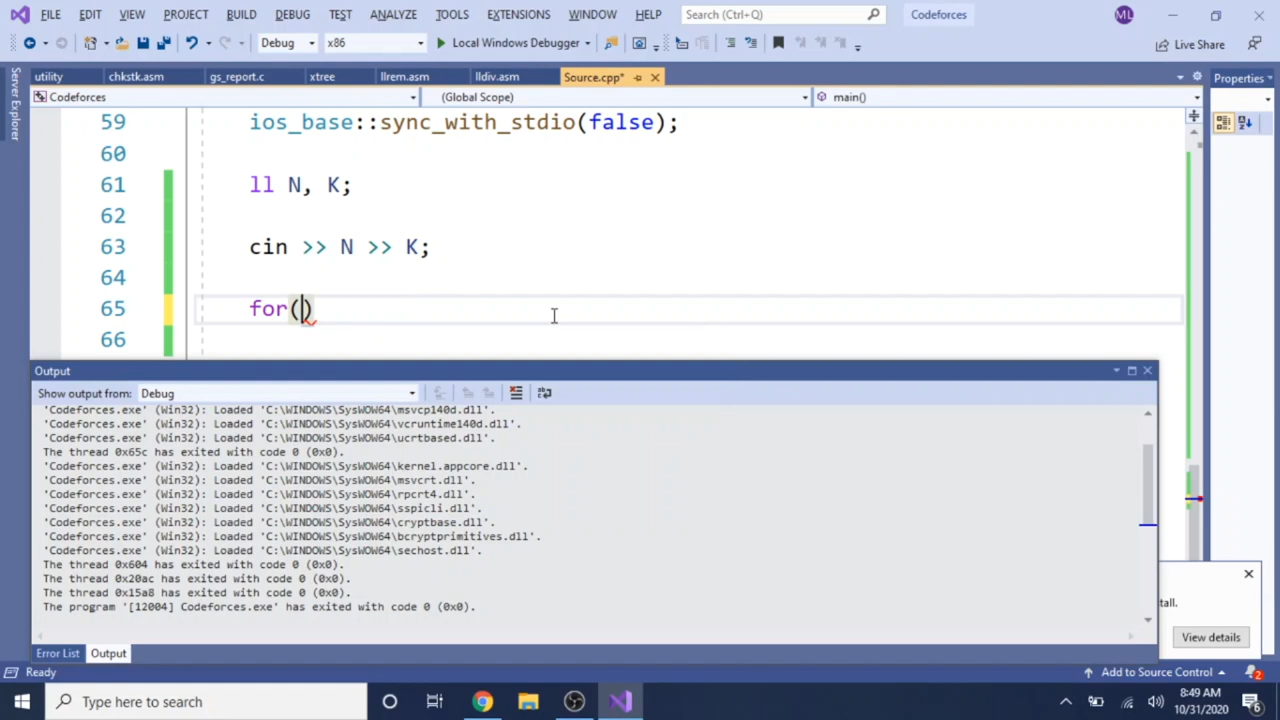 FILE EDIT VIEW PROJECT BUILD DEBUG TEST ANALYZE TOOLS EXTENSIONS WINDOW HELP Search (Ctrl+Q) Codeforces ML
Debug x86 Local Windows Debugger Live Share
utility chkstk.asm gs_report.c xtree llrem.asm lldiv.asm Source.cpp* Properties
Server Explorer
Codeforces (Global Scope) main()
59 ios_base::sync_with_stdio(false);
60
61 ll N, K;
62
63 cin >> N >> K;
64
65 for()
66
Output
Show output from: Debug
'Codeforces.exe' (Win32): Loaded 'C:\WINDOWS\SysWOW64\msvcp140d.dll'.
'Codeforces.exe' (Win32): Loaded 'C:\WINDOWS\SysWOW64\vcruntime140d.dll'.
'Codeforces.exe' (Win32): Loaded 'C:\WINDOWS\SysWOW64\ucrtbased.dll'.
The thread 0x65c has exited with code 0 (0x0).
'Codeforces.exe' (Win32): Loaded 'C:\WINDOWS\SysWOW64\kernel.appcore.dll'.
'Codeforces.exe' (Win32): Loaded 'C:\WINDOWS\SysWOW64\msvcrt.dll'.
'Codeforces.exe' (Win32): Loaded 'C:\WINDOWS\SysWOW64\rpcrt4.dll'.
'Codeforces.exe' (Win32): Loaded 'C:\WINDOWS\SysWOW64\sspicli.dll'.
'Codeforces.exe' (Win32): Loaded 'C:\WINDOWS\SysWOW64\cryptbase.dll'.
'Codeforces.exe' (Win32): Loaded 'C:\WINDOWS\SysWOW64\bcryptprimitives.dll'.
'Codeforces.exe' (Win32): Loaded 'C:\WINDOWS\SysWOW64\sechost.dll'.
The thread 0x604 has exited with code 0 (0x0).
The thread 0x20ac has exited with code 0 (0x0).
The thread 0x15a8 has exited with code 0 (0x0).
The program '[12004] Codeforces.exe' has exited with code 0 (0x0).
tall.
View details
Error List Output
Ready Add to Source Control 2
Type here to search
8:49 AM
10/31/2020 6